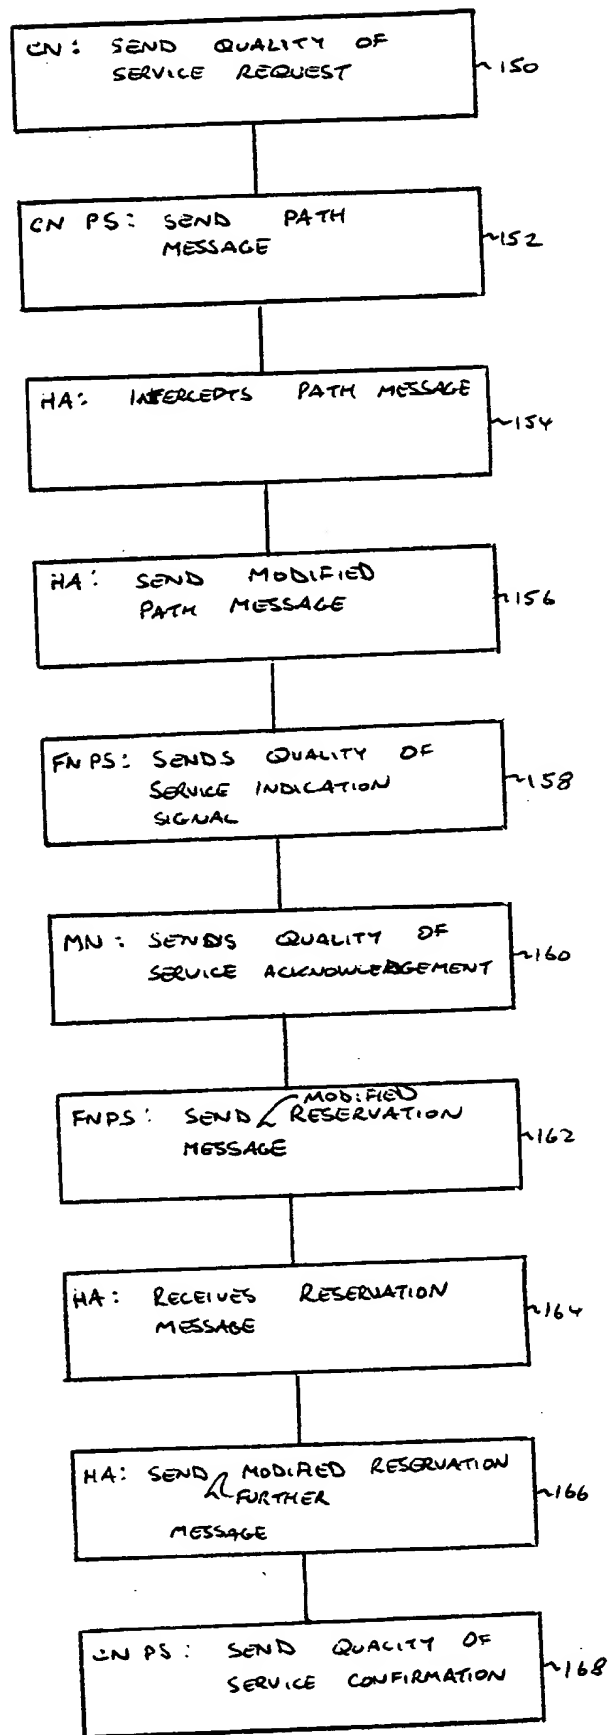 CN: SEND QUALITY OF
SERVICE REQUEST
150
CN PS: SEND PATH
MESSAGE
152
HA: INTERCEPTS PATH MESSAGE
154
HA: SEND MODIFIED
PATH MESSAGE
156
FNPS: SENDS QUALITY OF
SERVICE INDICATION
SIGNAL
158
MN: SENDS QUALITY OF
SERVICE ACKNOWLEDGEMENT
160
MODIFIED
FNPS: SEND RESERVATION
MESSAGE
162
HA: RECEIVES RESERVATION
MESSAGE
164
HA: SEND MODIFIED RESERVATION
FURTHER
MESSAGE
166
CN PS: SEND QUALITY OF
SERVICE CONFIRMATION
168